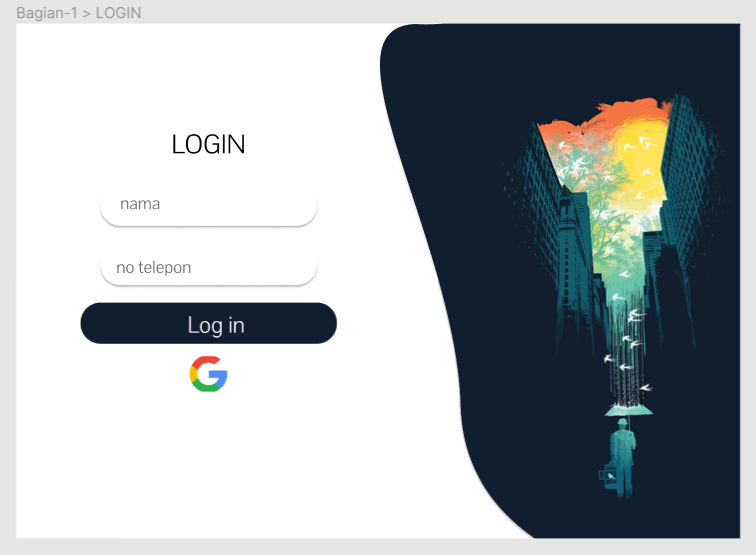 Bagian-1 > LOGIN
LOGIN
nama
no telepon
Log in